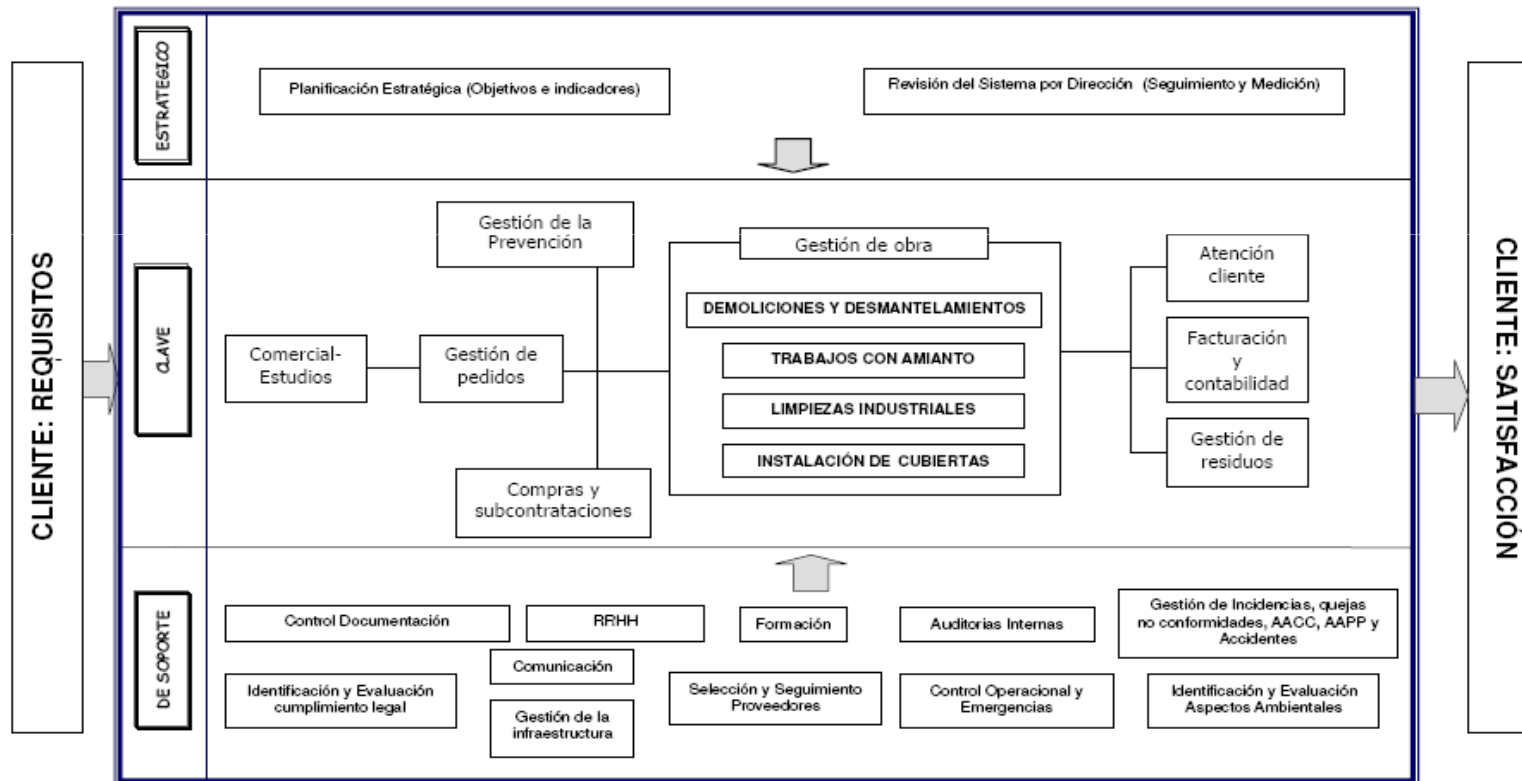 CLIENTE: REQUISITOS
ESTRATEGICO
Planificación Estratégica (Objetivos e indicadores)
Revisión del Sistema por Dirección (Seguimiento y Medición)
CLAVE
Comercial-
Estudios
Gestión de
pedidos
Gestión de la
Prevención
Compras y
subcontrataciones
Gestión de obra
DEMOLICIONES Y DESMANTELAMIENTOS
TRABAJOS CON AMIANTO
LIMPIEZAS INDUSTRIALES
INSTALACIÓN DE CUBIERTAS
Atención
cliente
Facturación
y
contabilidad
Gestión de
residuos
DE SOPORTE
Control Documentación
RRHH
Formación
Auditorias Internas
Gestión de Incidencias, quejas
no conformidades, AACC, AAPP y
Accidentes
Comunicación
Identificación y Evaluación
cumplimiento legal
Gestión de la
infraestructura
Selección y Seguimiento
Proveedores
Control Operacional y
Emergencias
Identificación y Evaluación
Aspectos Ambientales
CLIENTE: SATISFACCIÓN